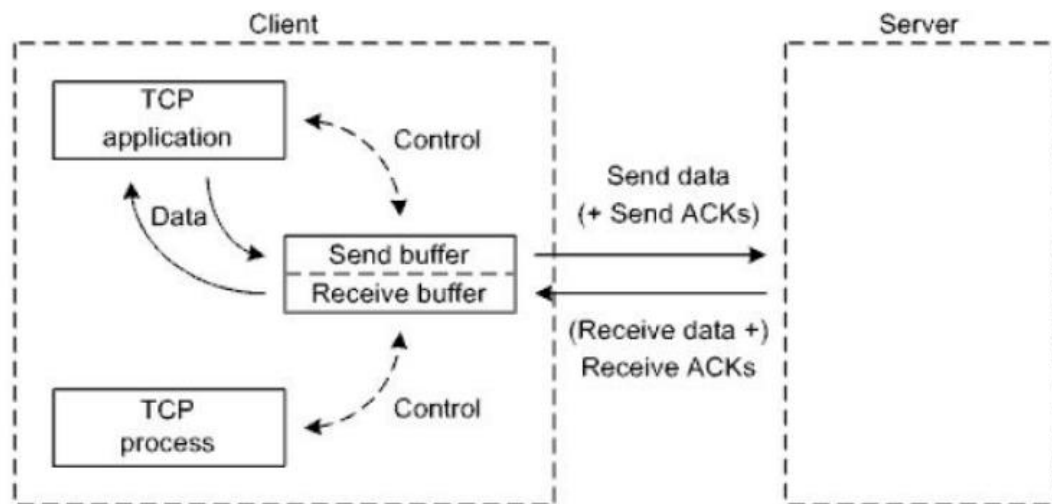 Client
Server
TCP
application
Control
Data
Send data
(+ Send ACKs)
Send buffer
Receive buffer
(Receive data +)
Receive ACKs
TCP
process
Control